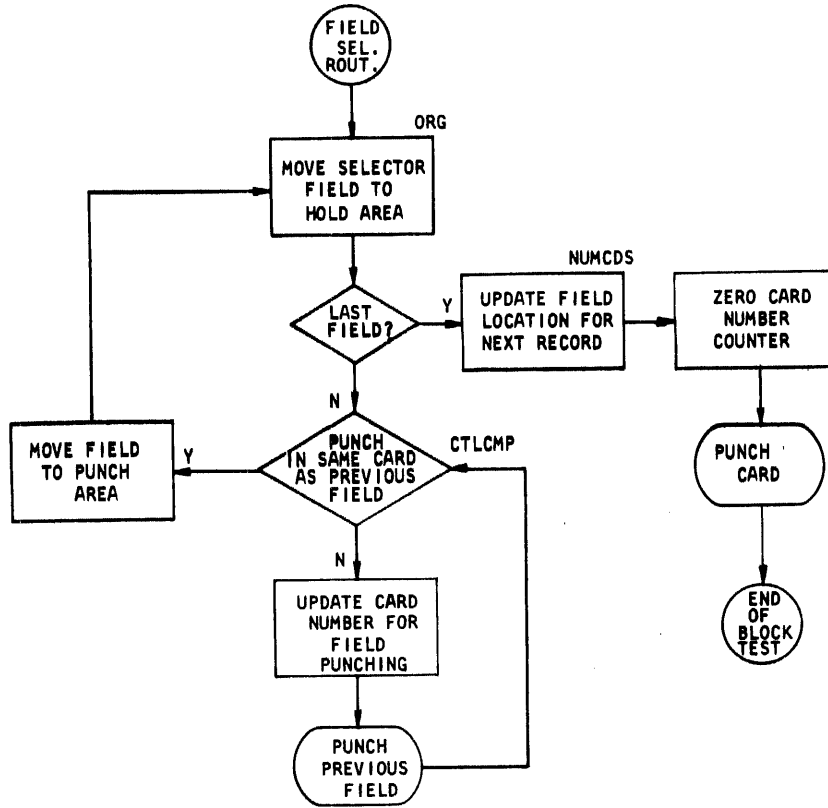 FIELD
SEL.
ROUT.
ORG
MOVE SELECTOR
FIELD TO
HOLD AREA
LAST
FIELD?
Y
NUMCDS
UPDATE FIELD
LOCATION FOR
NEXT RECORD
ZERO CARD
NUMBER
COUNTER
N
PUNCH
IN SAME CARD
AS PREVIOUS
FIELD
CTLCMP
Y
MOVE FIELD
TO PUNCH
AREA
PUNCH
CARD
N
UPDATE CARD
NUMBER FOR
FIELD
PUNCHING
END
OF
BLOCK
TEST
PUNCH
PREVIOUS
FIELD